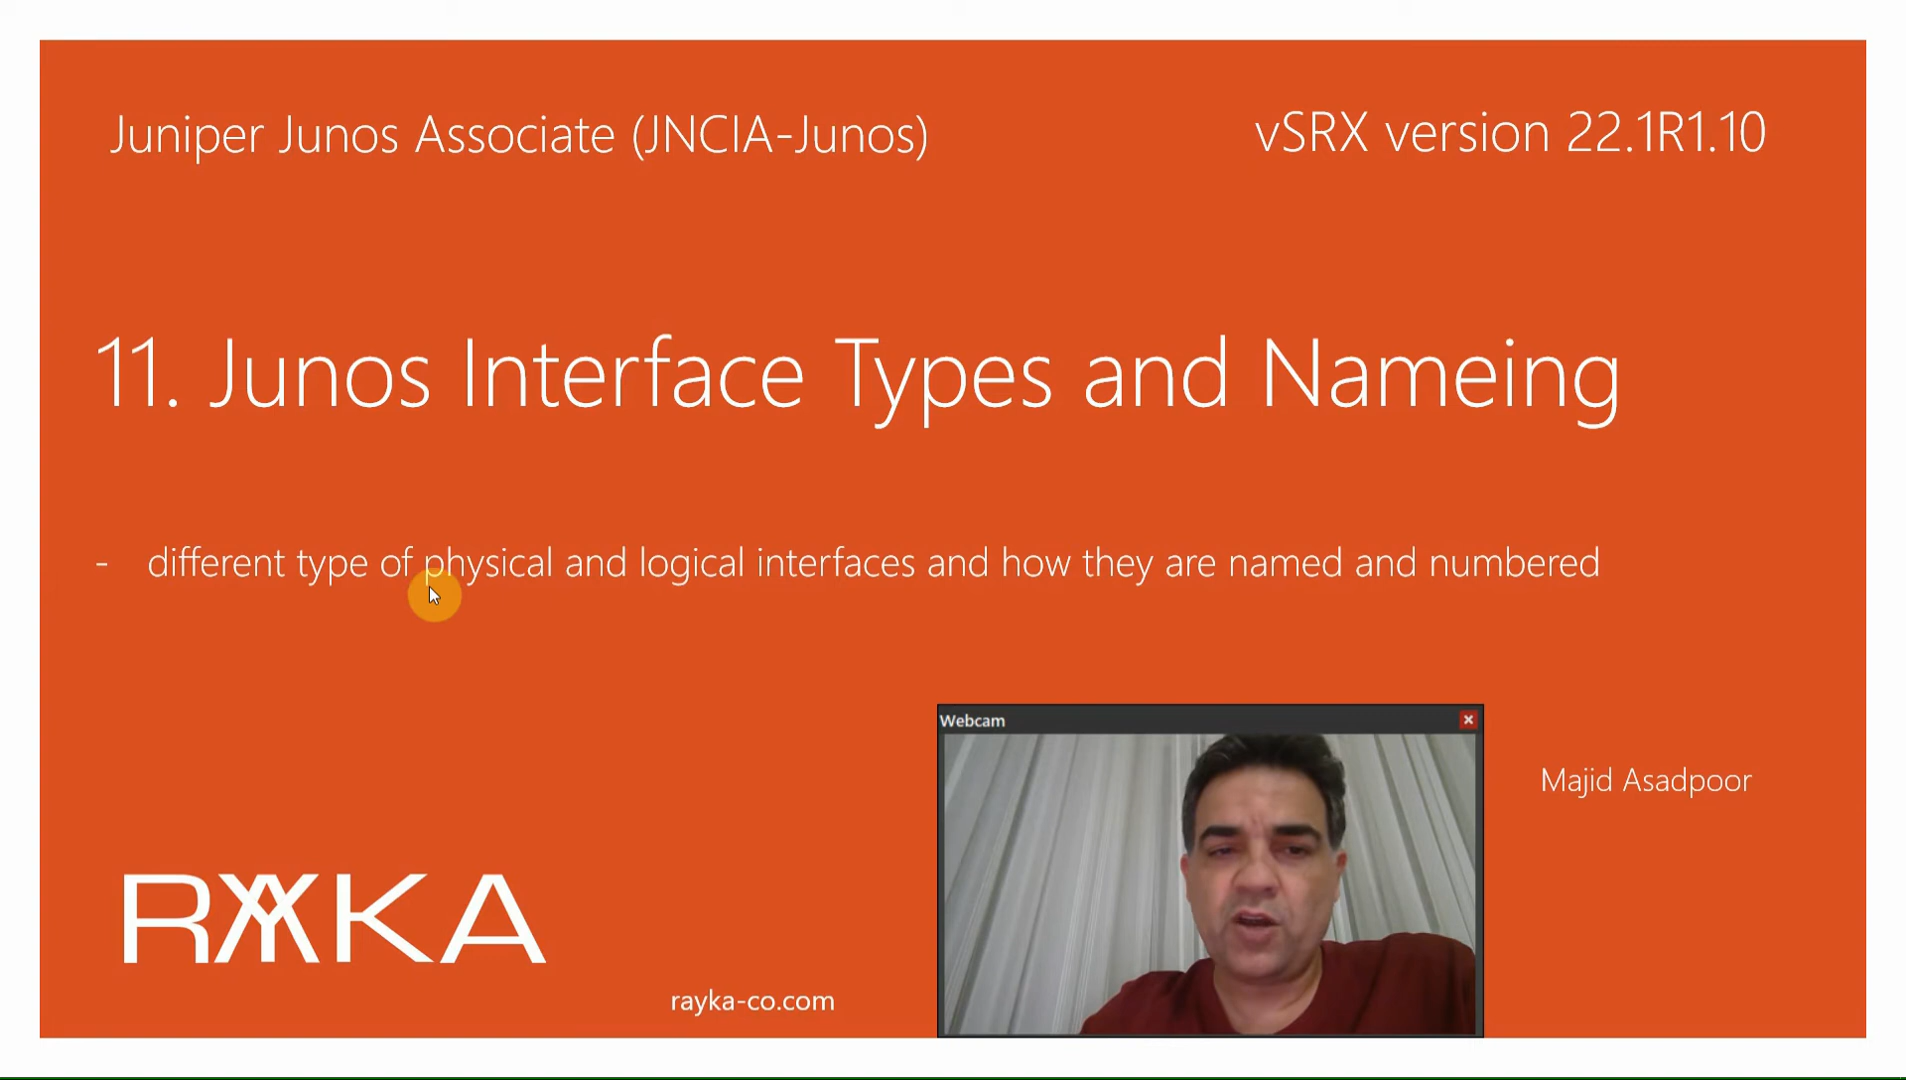 Juniper Junos Associate (JNCIA-Junos)
vSRX version 22.1R1.10
11. Junos Interface Types and Nameing
- different type of physical and logical interfaces and how they are named and numbered
Webcam
Majid Asadpoor
RAYKA
rayka-co.com